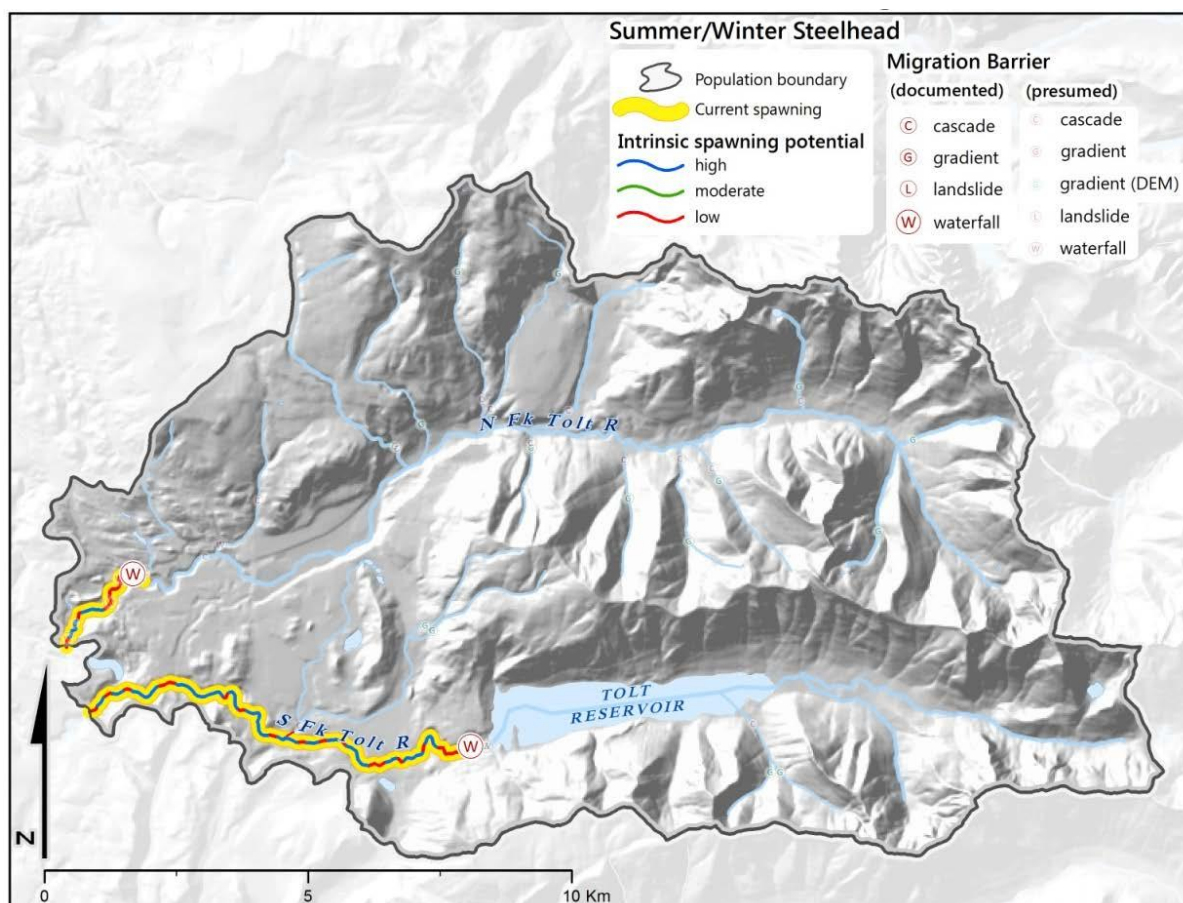 Summer/Winter Steelhead
Population boundary
Current spawning
Intrinsic spawning potential
high
moderate
low
Migration Barrier
(documented)
(presumed)
C cascade
G gradient
L landslide
W waterfall
C cascade
G gradient
gradient (DEM)
L landslide
W waterfall
N Fk Tolt R
W
S Fk Tolt R
W
TOLT
RESERVOIR
N
0
5
10 Km